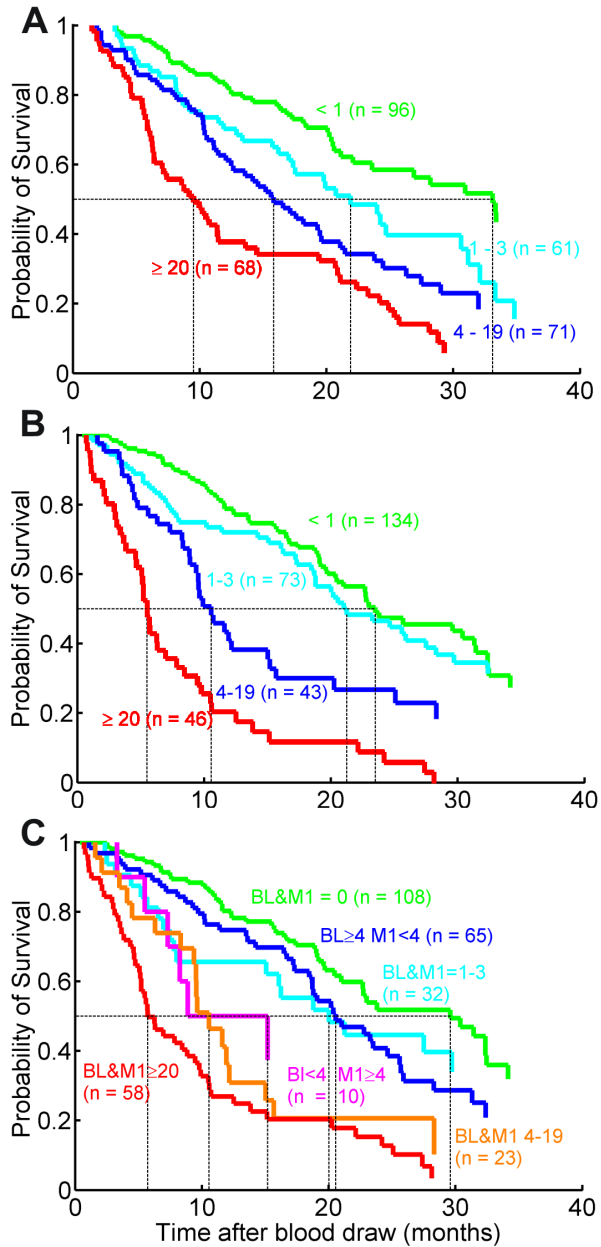 A
Probability of Survival
1
0.8
0.6
0.4
0.2
0
< 1 (n = 96)
1 - 3 (n = 61)
≥ 20 (n = 68)
4 - 19 (n = 71)
0 10 20 30 40
B
Probability of Survival
1
0.8
0.6
0.4
0.2
0
< 1 (n = 134)
1-3 (n = 73)
4-19 (n = 43)
≥ 20 (n = 46)
0 10 20 30 40
C
Probability of Survival
1
0.8
0.6
0.4
0.2
0
BL&M1 = 0 (n = 108)
BL≥4 M1<4 (n = 65)
BL&M1=1-3
(n = 32)
BL&M1≥20
(n = 58)
Bl<4 M1≥4
(n = 10)
BL&M1 4-19
(n = 23)
0 10 20 30 40
Time after blood draw (months)